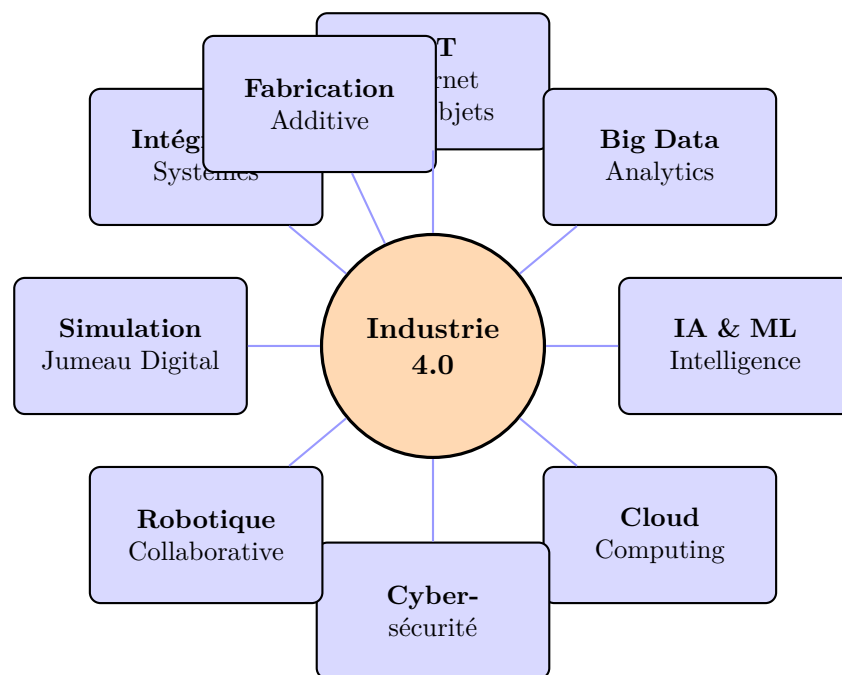 T
Fabrication
Additive
Big Data
Analytics
Simulation
Jumeau Digital
Industrie
4.0
IA & ML
Intelligence
Robotique
Collaborative
Cloud
Computing
Cyber-
sécurité
Systèmes